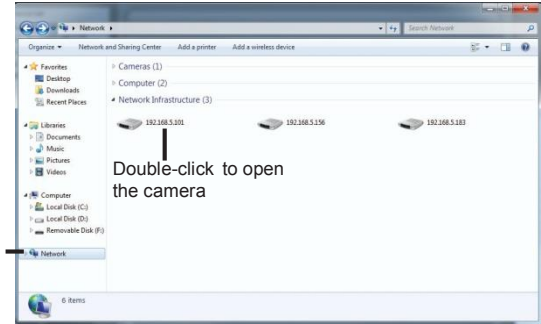 Network
Search Network
Organize
Network and Sharing Center
Add a printer
Add a wireless device
Favorites
Desktop
Downloads
Recent Places
Libraries
Documents
Music
Pictures
Videos
Computer
Local Disk (C:)
Local Disk (D:)
Removable Disk (F:)
Network
Cameras (1)
Computer (2)
Network Infrastructure (3)
192.168.5.101
192.168.5.156
192.168.5.183
Double-click to open
the camera
6 items